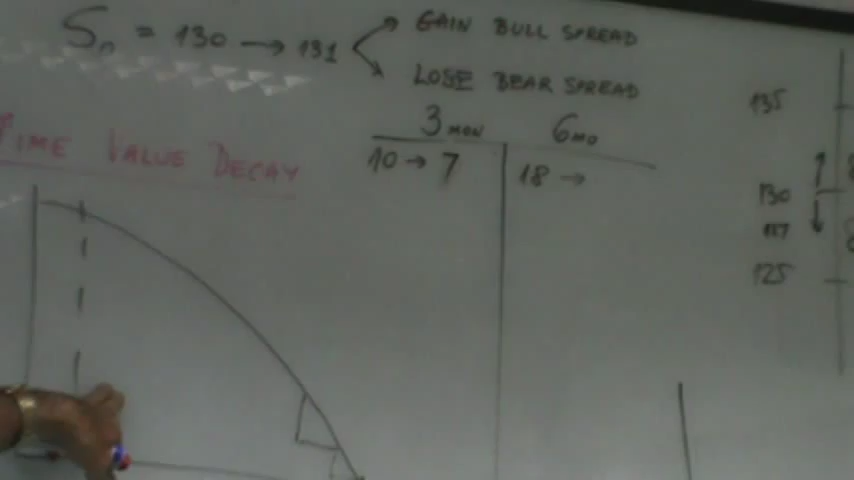 Sₙ = 130 → 131
GAIN BULL SPREAD
LOSE BEAR SPREAD
TIME VALUE DECAY
3 MON 6 MO
10 → 7 18 →
135
130
125